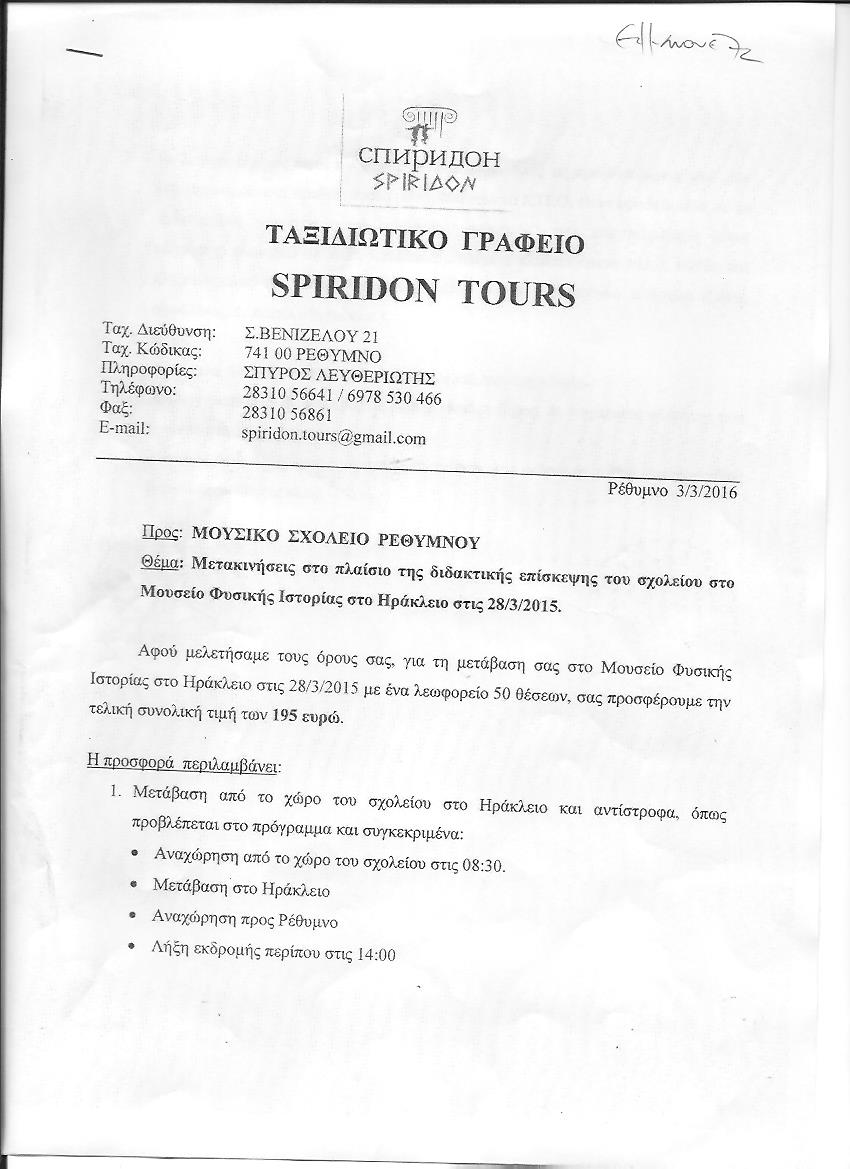 СПИРИДОН
SPIRIDON
ΤΑΞΙΔΙΩΤΙΚΟ ΓΡΑΦΕΙΟ
SPIRIDON TOURS
Ταχ. Διεύθυνση: Σ.ΒΕΝΙΖΕΛΟΥ 21
Ταχ. Κώδικας: 741 00 ΡΕΘΥΜΝΟ
Πληροφορίες: ΣΠΥΡΟΣ ΛΕΥΘΕΡΙΩΤΗΣ
Τηλέφωνο: 28310 56641 / 6978 530 466
Φαξ: 28310 56861
E-mail: spiridon.tours@gmail.com
Ρέθυμνο 3/3/2016
Προς: ΜΟΥΣΙΚΟ ΣΧΟΛΕΙΟ ΡΕΘΥΜΝΟΥ
Θέμα: Μετακινήσεις στο πλαίσιο της διδακτικής επίσκεψης του σχολείου στο
Μουσείο Φυσικής Ιστορίας στο Ηράκλειο στις 28/3/2015.
Αφού μελετήσαμε τους όρους σας, για τη μετάβαση σας στο Μουσείο Φυσικής
Ιστορίας στο Ηράκλειο στις 28/3/2015 με ένα λεωφορείο 50 θέσεων, σας προσφέρουμε την
τελική συνολική τιμή των 195 ευρώ.
Η προσφορά περιλαμβάνει:
1. Μετάβαση από το χώρο του σχολείου στο Ηράκλειο και αντίστροφα, όπως
προβλέπεται στο πρόγραμμα και συγκεκριμένα:
• Αναχώρηση από το χώρο του σχολείου στις 08:30.
• Μετάβαση στο Ηράκλειο
• Αναχώρηση προς Ρέθυμνο
• Λήξη εκδρομής περίπου στις 14:00